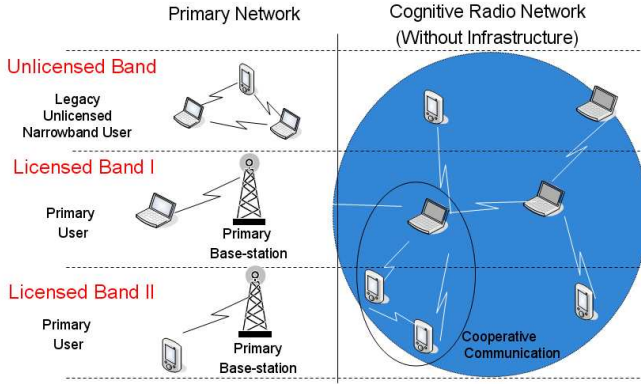 Primary Network
Cognitive Radio Network
(Without Infrastructure)
Unlicensed Band
Legacy
Unlicensed
Narrowband User
Licensed Band I
Primary
User
Primary
Base-station
Licensed Band II
Primary
User
Primary
Base-station
Cooperative
Communication